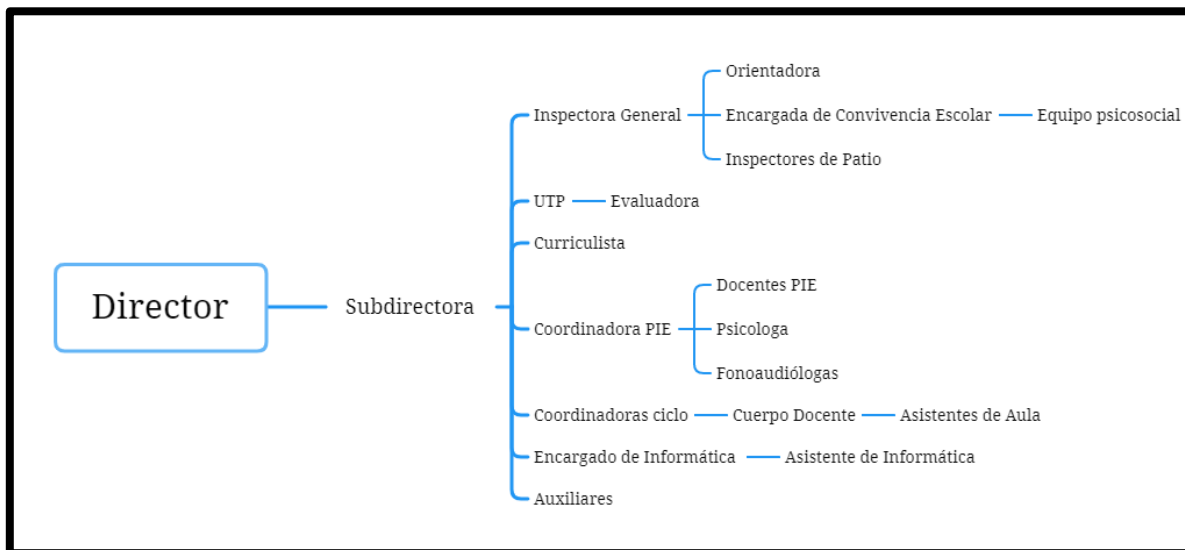 Director
Subdirectora
Inspectora General
Orientadora
Encargada de Convivencia Escolar
Equipo psicosocial
Inspectores de Patio
UTP
Evaluadora
Curriculista
Coordinadora PIE
Docentes PIE
Psicologa
Fonoaudiólogas
Coordinadoras ciclo
Cuerpo Docente
Asistentes de Aula
Encargado de Informática
Asistente de Informática
Auxiliares